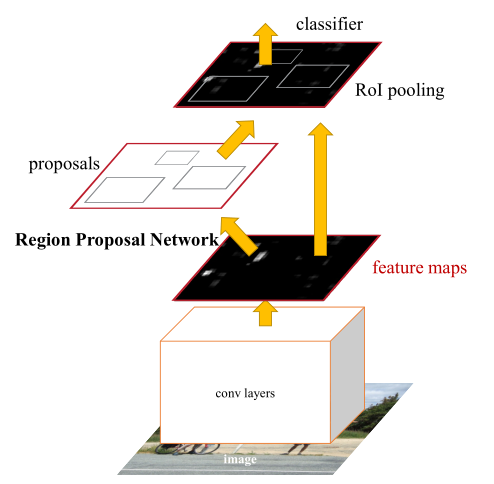 classifier
RoI pooling
proposals
Region Proposal Network
feature maps
conv layers
image